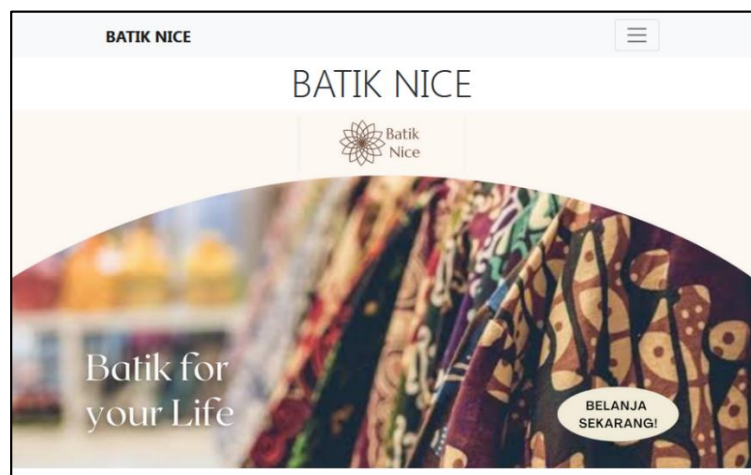 BATIK NICE
BATIK NICE
Batik
Nice
Batik for
your Life
BELANJA
SEKARANG!